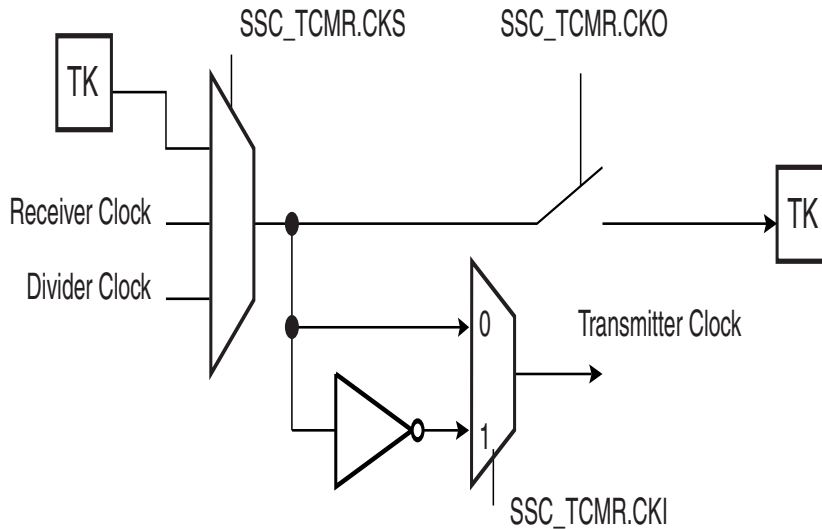 SSC_TCMR.CKS
SSC_TCMR.CKO
TK
Receiver Clock
TK
Divider Clock
0
Transmitter Clock
1
SSC_TCMR.CKI